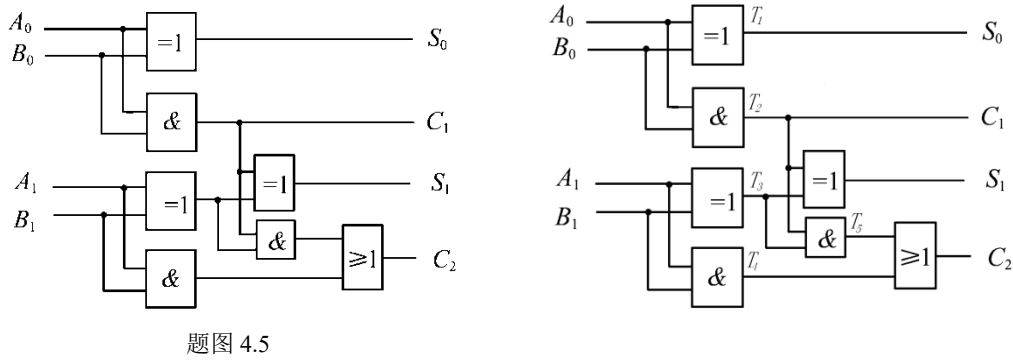 A₀ =1 S₀
B₀
& C₁
A₁ =1 S₁
B₁ =1
& C₂
& ≥1
题图 4.5
A₀ T₁ S₀
B₀ =1
T₂
& C₁
A₁ T₃ =1 S₁
B₁ =1
& T₅
T₄ ≥1 C₂
&